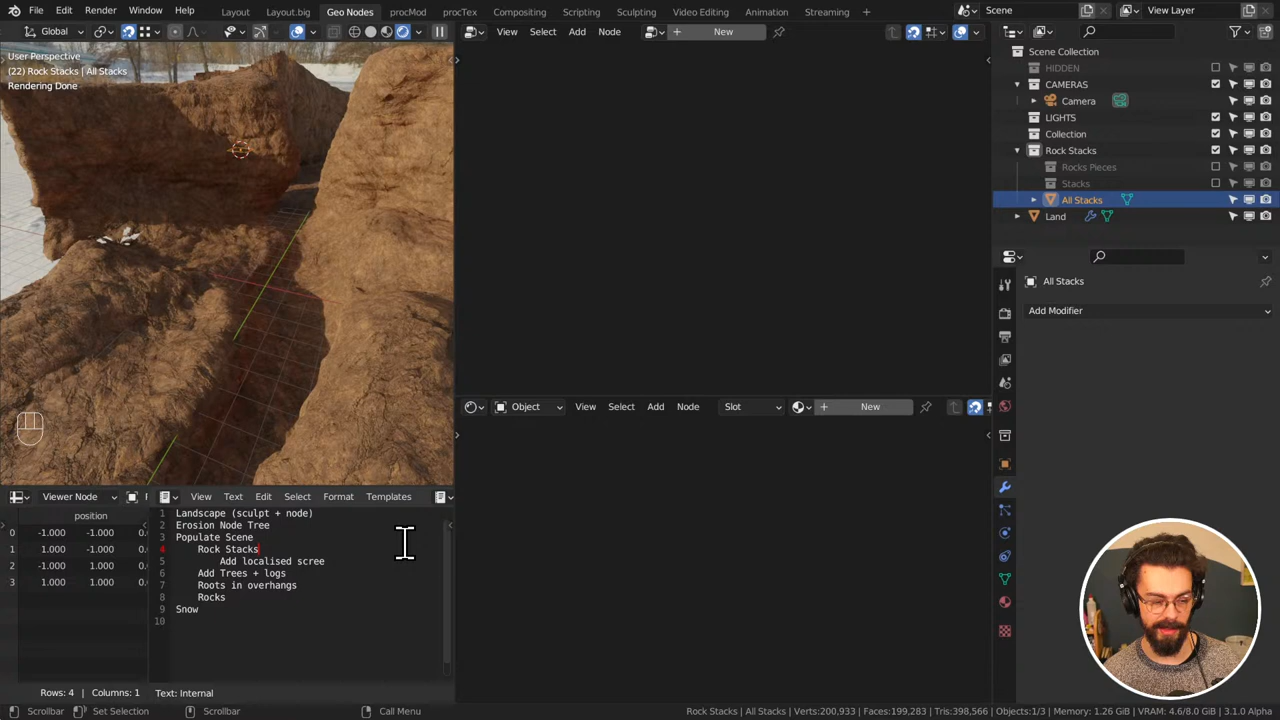 File Edit Render Window Help Layout Layout.big Geo Nodes procMod procTex Compositing Scripting Sculpting Video Editing Animation Streaming + Scene View Layer
Global View Select Add Node + New
User Perspective
(22) Rock Stacks | All Stacks
Rendering Done
Scene Collection
HIDDEN
CAMERAS
Camera
LIGHTS
Collection
Rock Stacks
Rocks Pieces
Stacks
All Stacks
Land
All Stacks
Add Modifier
Object View Select Add Node Slot + New
Viewer Node View Text Edit Select Format Templates
position
0 -1.000 -1.000 0.
1 1.000 -1.000 0.
2 -1.000 1.000 0.
3 1.000 1.000 0.
1 Landscape (sculpt + node)
2 Erosion Node Tree
3 Populate Scene
4 Rock Stacks
5 Add localised scree
6 Add Trees + logs
7 Roots in overhangs
8 Rocks
9 Snow
10
Rows: 4 | Columns: 1 Text: Internal
Scrollbar Set Selection Scrollbar Call Menu Rock Stacks | All Stacks | Verts:200,933 | Faces:199,283 | Tris:398,566 | Objects:1/3 | Memory: 1.26 GiB | VRAM: 4.6/8.0 GiB | 3.1.0 Alpha